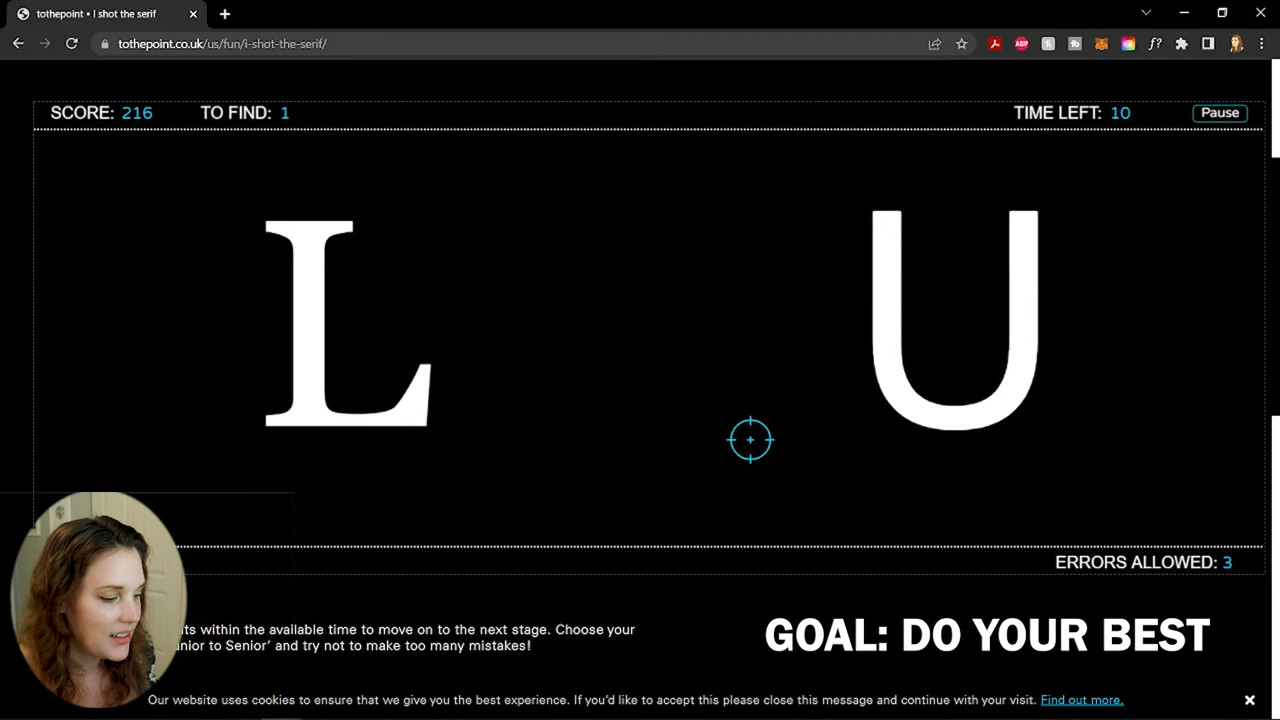 tothepoint • I shot the serif
tothepoint.co.uk/us/fun/i-shot-the-serif/
ABP
f?
SCORE: 216 TO FIND: 1 TIME LEFT: 10 Pause
L U
ERRORS ALLOWED: 3
within the available time to move on to the next stage. Choose your
to Senior' and try not to make too many mistakes!
GOAL: DO YOUR BEST
Our website uses cookies to ensure that we give you the best experience. If you'd like to accept this please close this message and continue with your visit. Find out more.